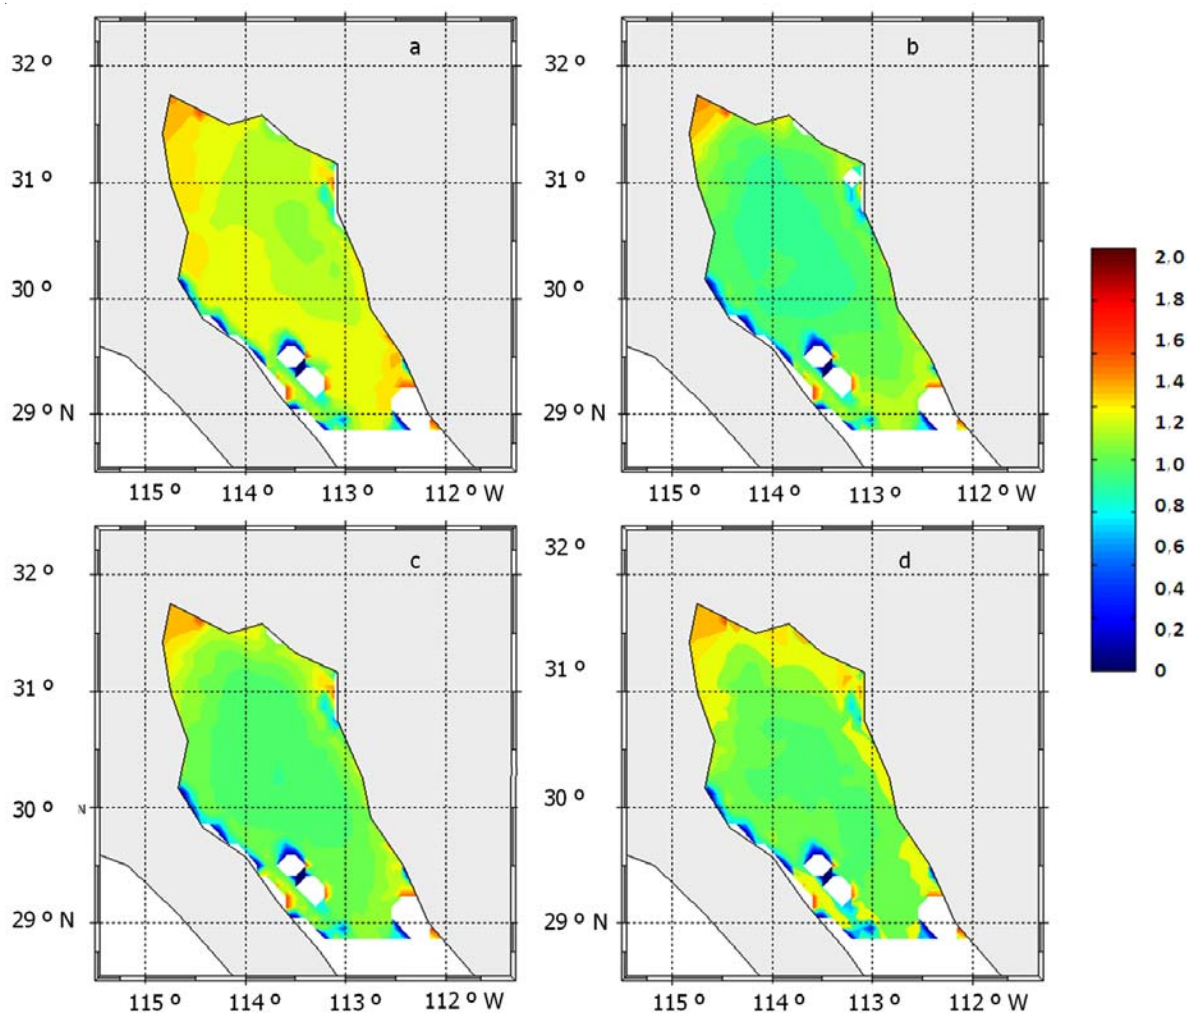 a
32 º
31 º
30 º
29 º N
115 º 114 º 113 º 112 º W
b
32 º
31 º
30 º
29 º N
115 º 114 º 113 º 112 º W
2.0
1.8
1.6
1.4
1.2
1.0
0.8
0.6
0.4
0.2
0
c
32 º
31 º
30 º
N
29 º N
115 º 114 º 113 º 112 º W
d
32 º
31 º
30 º
29 º N
115 º 114 º 113 º 112 º W